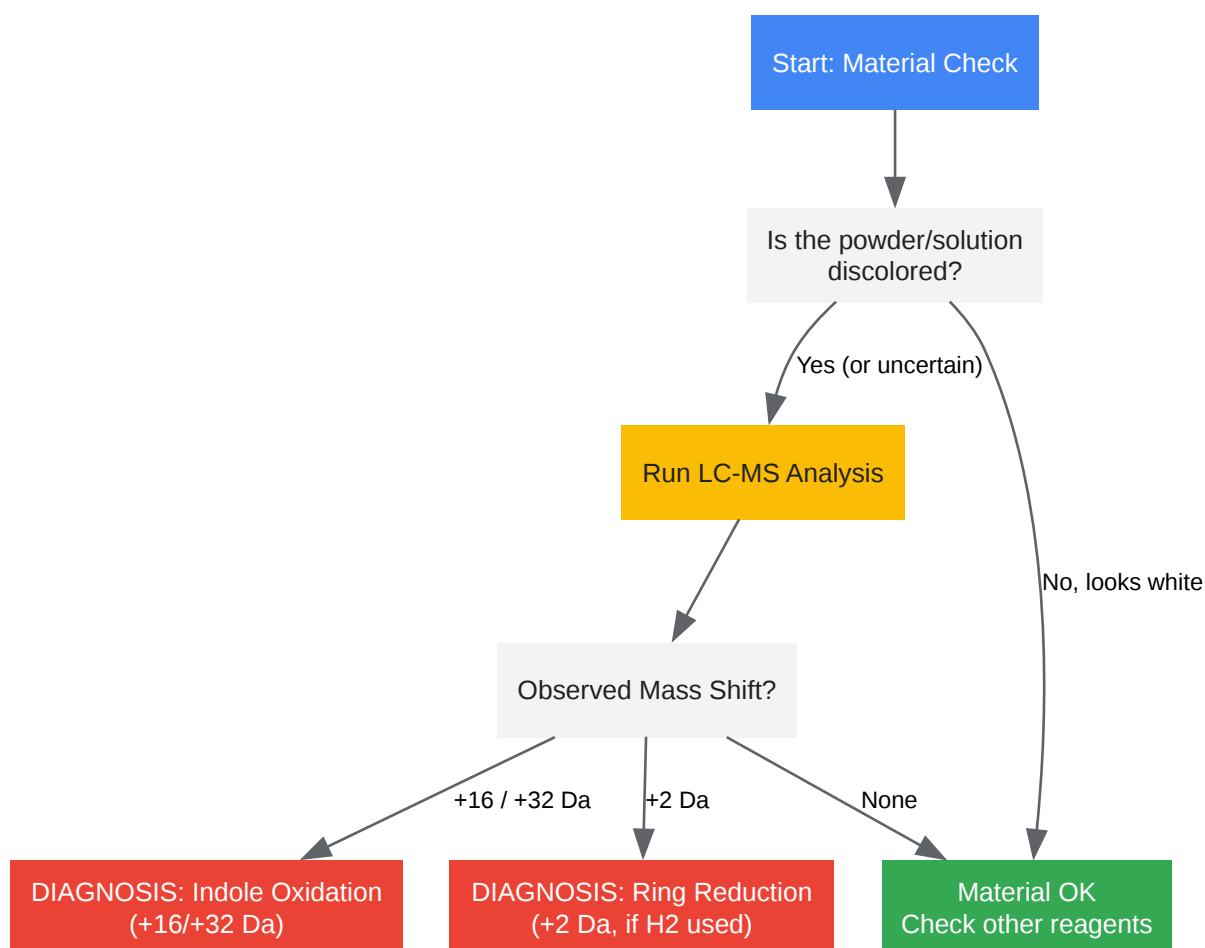 Start: Material Check
Is the powder/solution
discolored?
Yes (or uncertain)
Run LC-MS Analysis
No, looks white
Observed Mass Shift?
+16 / +32 Da
+2 Da
None
DIAGNOSIS: Indole Oxidation
(+16/+32 Da)
DIAGNOSIS: Ring Reduction
(+2 Da, if H2 used)
Material OK
Check other reagents